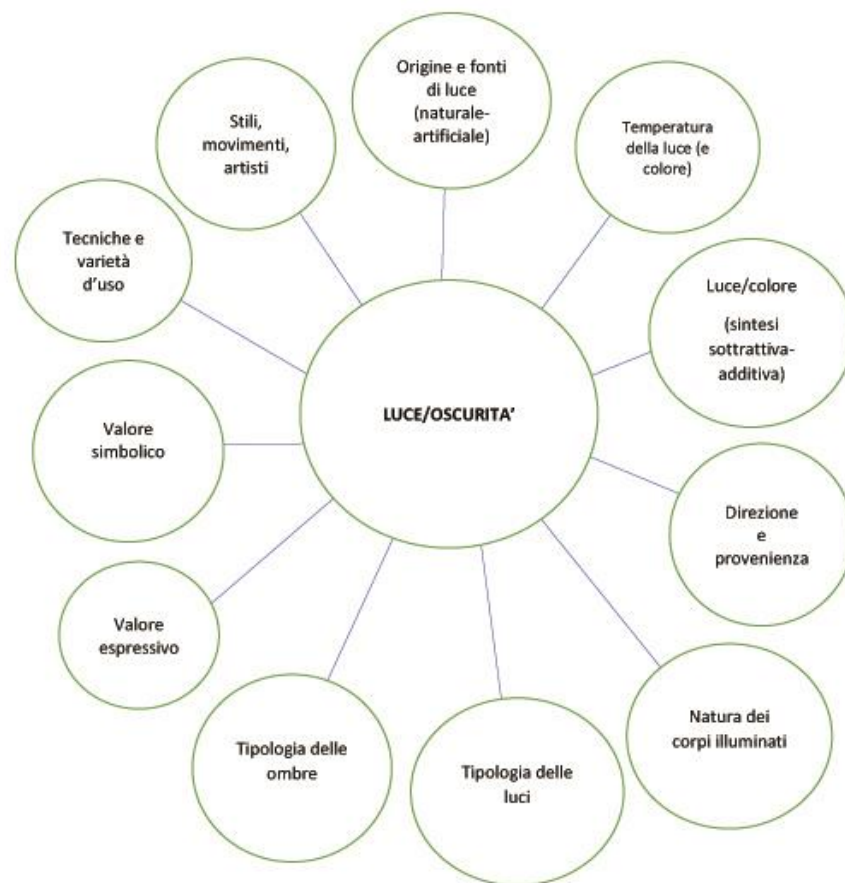 Origine e fonti
di luce
(naturale-
artificiale)
Temperatura
della luce (e
colore)
Luce/colore
(sintesi
sottrattiva-
additiva)
Direzione
e
provenienza
Natura dei
corpi illuminati
Tipologia delle
luci
Tipologia delle
ombre
Valore
espressivo
Valore
simbolico
Tecniche e
varietà
d’uso
Stili,
movimenti,
artisti
LUCE/OSCURITA’